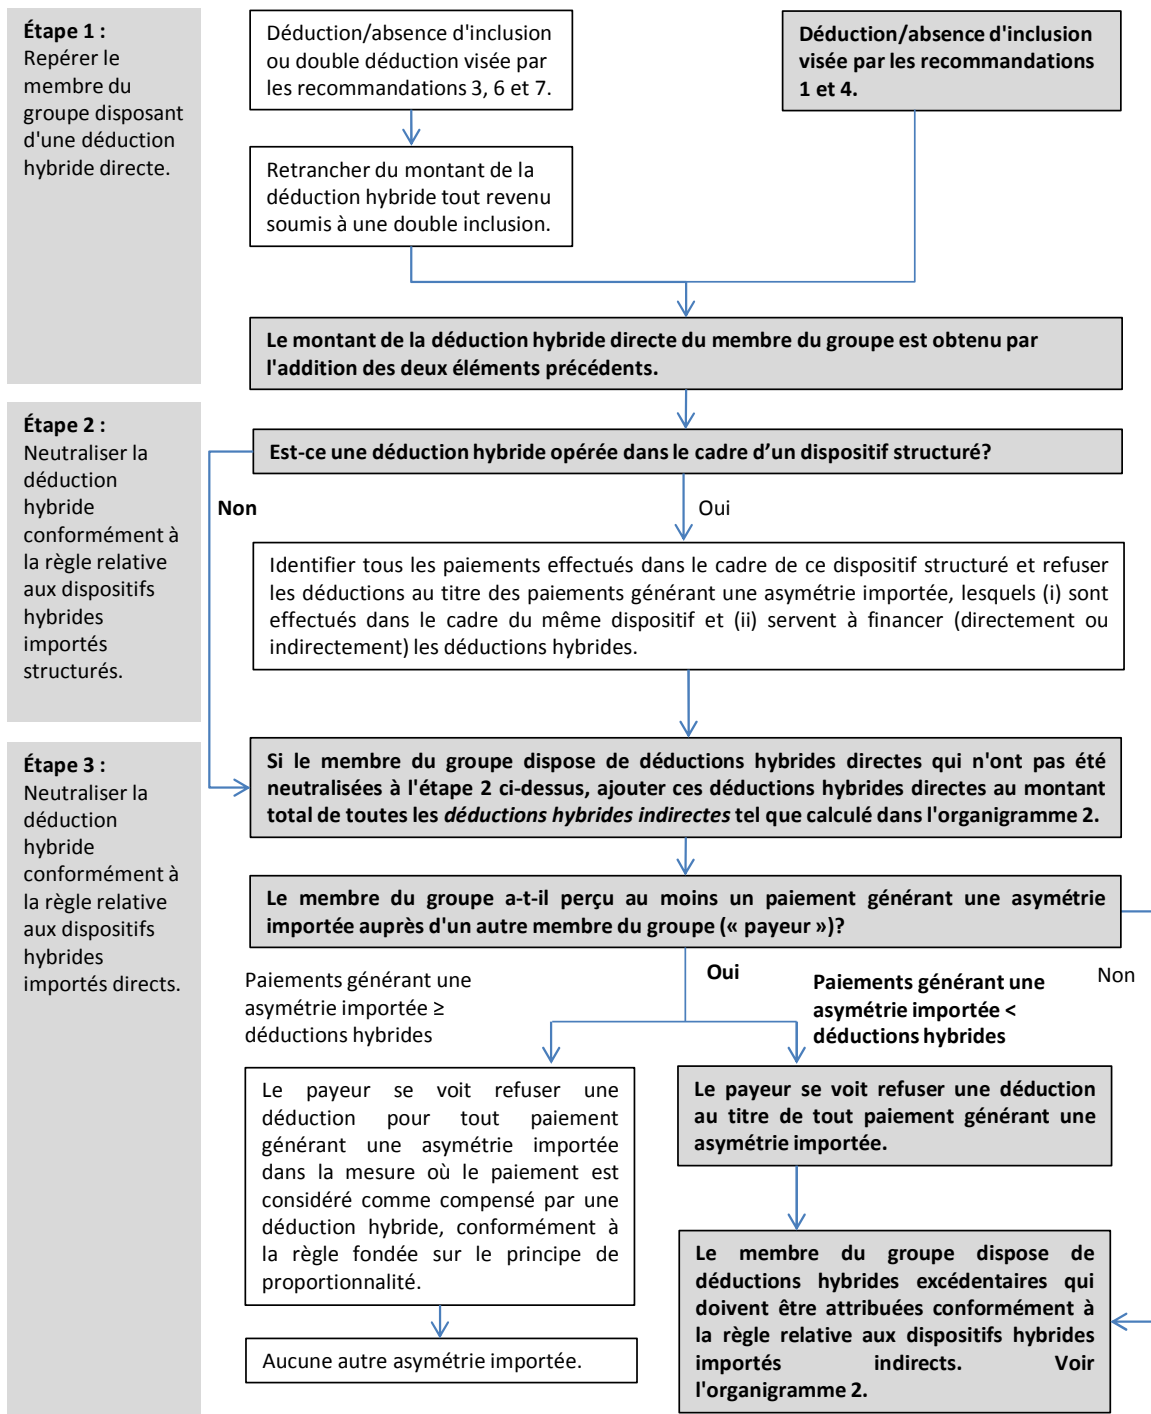 Étape 1 :
Repérer le
membre du
groupe disposant
d'une déduction
hybride directe.
Déduction/absence d'inclusion
ou double déduction visée par
les recommandations 3, 6 et 7.
Déduction/absence d'inclusion
visée par les recommandations
1 et 4.
Retrancher du montant de la
déduction hybride tout revenu
soumis à une double inclusion.
Le montant de la déduction hybride directe du membre du groupe est obtenu par
l'addition des deux éléments précédents.
Étape 2 :
Neutraliser la
déduction
hybride
conformément à
la règle relative
aux dispositifs
hybrides
importés
structurés.
Est-ce une déduction hybride opérée dans le cadre d’un dispositif structuré?
Non
Oui
Identifier tous les paiements effectués dans le cadre de ce dispositif structuré et refuser
les déductions au titre des paiements générant une asymétrie importée, lesquels (i) sont
effectués dans le cadre du même dispositif et (ii) servent à financer (directement ou
indirectement) les déductions hybrides.
Étape 3 :
Neutraliser la
déduction
hybride
conformément à
la règle relative
aux dispositifs
hybrides
importés directs.
Si le membre du groupe dispose de déductions hybrides directes qui n'ont pas été
neutralisées à l'étape 2 ci-dessus, ajouter ces déductions hybrides directes au montant
total de toutes les déductions hybrides indirectes tel que calculé dans l'organigramme 2.
Le membre du groupe a-t-il perçu au moins un paiement générant une asymétrie
importée auprès d'un autre membre du groupe (« payeur »)?
Oui
Non
Paiements générant une
asymétrie importée ≥
déductions hybrides
Paiements générant une
asymétrie importée <
déductions hybrides
Le payeur se voit refuser une
déduction pour tout paiement
générant une asymétrie importée
dans la mesure où le paiement est
considéré comme compensé par une
déduction hybride, conformément à
la règle fondée sur le principe de
proportionnalité.
Aucune autre asymétrie importée.
Le payeur se voit refuser une déduction
au titre de tout paiement générant une
asymétrie importée.
Le membre du groupe dispose de
déductions hybrides excédentaires qui
doivent être attribuées conformément à
la règle relative aux dispositifs hybrides
importés indirects. Voir
l'organigramme 2.